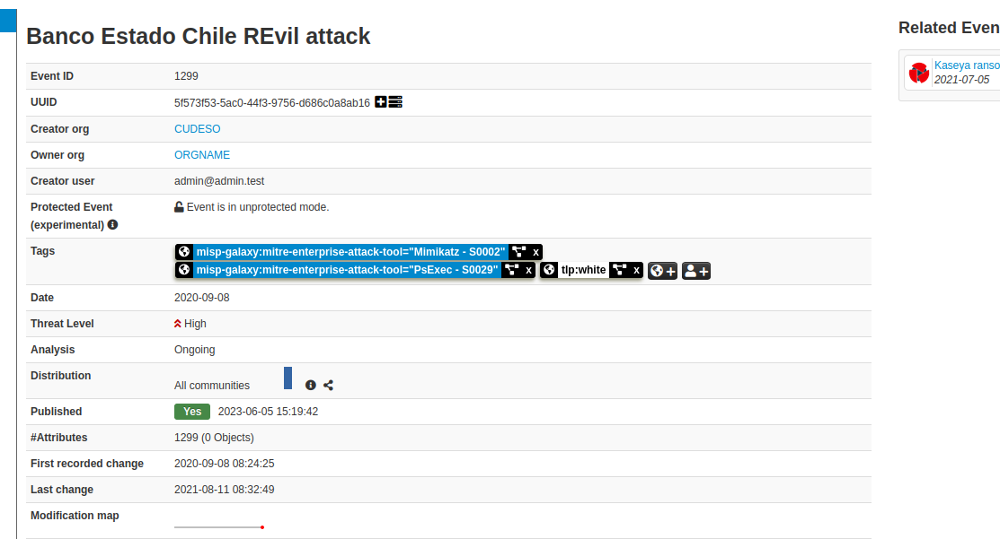 Banco Estado Chile REvil attack
Related Even
Kaseya ranso
2021-07-05
Event ID 1299
UUID 5f573f53-5ac0-44f3-9756-d686c0a8ab16
Creator org CUDESO
Owner org ORGNAME
Creator user admin@admin.test
Protected Event Event is in unprotected mode.
(experimental)
Tags misp-galaxy:mitre-enterprise-attack-tool="Mimikatz - S0002" x
misp-galaxy:mitre-enterprise-attack-tool="PsExec - S0029" x tlp:white x + +
Date 2020-09-08
Threat Level High
Analysis Ongoing
Distribution All communities
Published Yes 2023-06-05 15:19:42
#Attributes 1299 (0 Objects)
First recorded change 2020-09-08 08:24:25
Last change 2021-08-11 08:32:49
Modification map